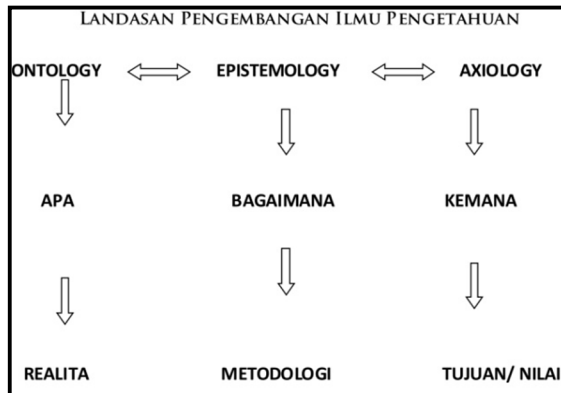 LANDASAN PENGEMBANGAN ILMU PENGETAHUAN
ONTOLOGY EPISTEMOLOGY AXIOLOGY
APA BAGAIMANA KEMANA
REALITA METODOLOGI TUJUAN/ NILAI